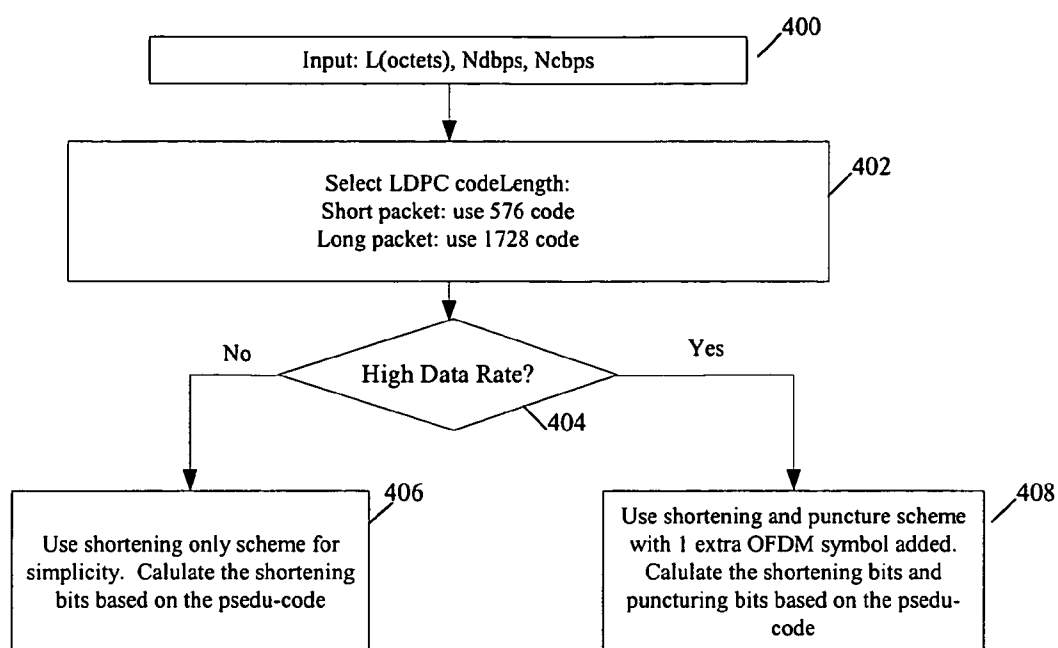 400
Input: L(octets), Ndbps, Ncbps
402
Select LDPC codeLength:
Short packet: use 576 code
Long packet: use 1728 code
No
Yes
High Data Rate?
404
406
408
Use shortening only scheme for
simplicity. Calulate the shortening
bits based on the psedu-code
Use shortening and puncture scheme
with 1 extra OFDM symbol added.
Calulate the shortening bits and
puncturing bits based on the psedu-
code